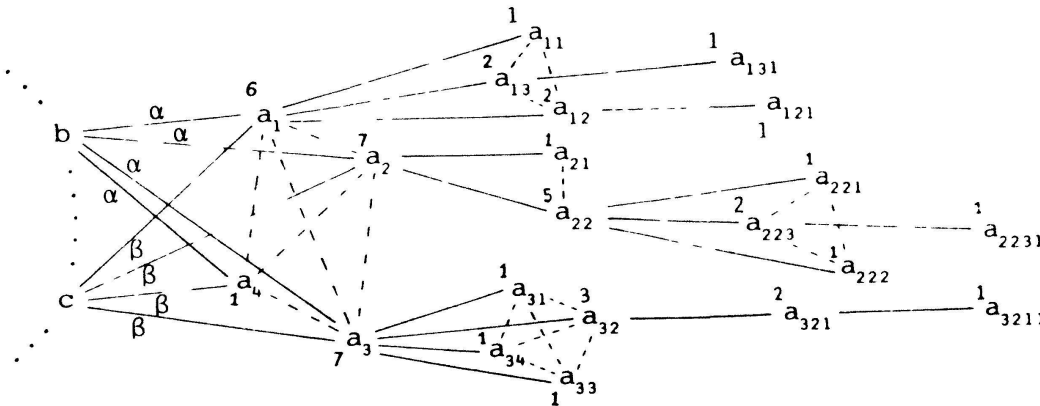 1 a₁₁
2 a₁₃ 1 a₁₃₁
6 a₁ 2 a₁₂ a₁₂₁ 1
b α α
7 a₂ 1 a₂₁
α α
1 a₂₂₁
5 a₂₂ 2 a₂₂₃ 1 a₂₂₃₁
β β
1 a₂₂₂
c β β a₄ 1
1 a₃₁ 3 a₃₂ 2 a₃₂₁ 1 a₃₂₁₁
a₃ 7 1 a₃₄
a₃₃ 1